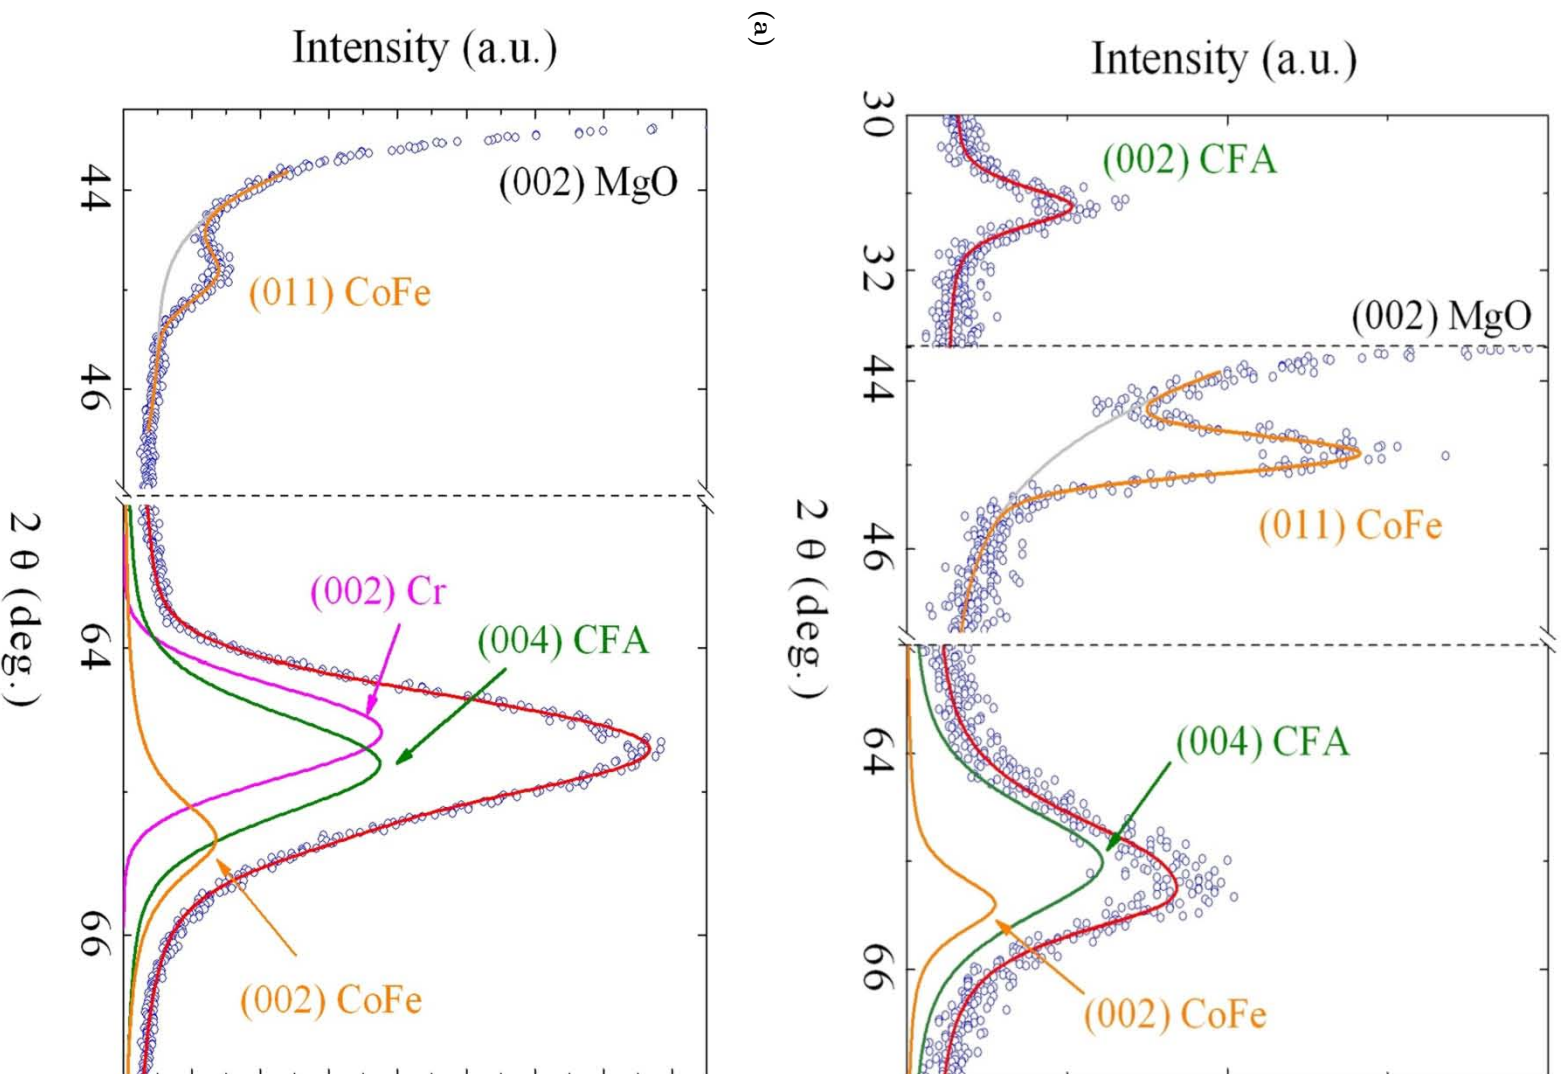 (a)
Intensity (a.u.)
30
(002) CFA
32
(002) MgO
44
(011) CoFe
46
2 θ (deg.)
64
(004) CFA
66
(002) CoFe
Intensity (a.u.)
44
(002) MgO
(011) CoFe
46
2 θ (deg.)
(002) Cr
64
(004) CFA
66
(002) CoFe